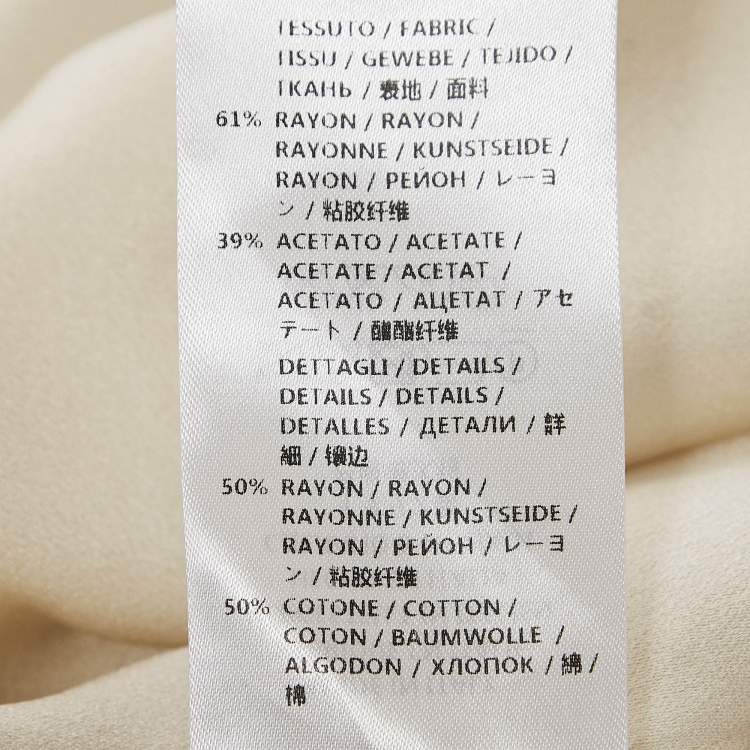 TESSUTO / FABRIC /
TISSU / GEWEBE / TEJIDO /
ТКАНЬ / 表地 / 面料
61% RAYON / RAYON /
RAYONNE / KUNSTSEIDE /
RAYON / РЕЙОН / レーヨ
ン / 粘胶纤维
39% ACETATO / ACETATE /
ACETATE / ACETAT /
ACETATO / АЦЕТАТ / アセ
テート / 醋酯纤维
DETTAGLI / DETAILS /
DETAILS / DETAILS /
DETALLES / ДЕТАЛИ / 詳
細 / 镶边
50% RAYON / RAYON /
RAYONNE / KUNSTSEIDE /
RAYON / РЕЙОН / レーヨ
ン / 粘胶纤维
50% COTONE / COTTON /
COTON / BAUMWOLLE /
ALGODON / ХЛОПОК / 綿 /
棉